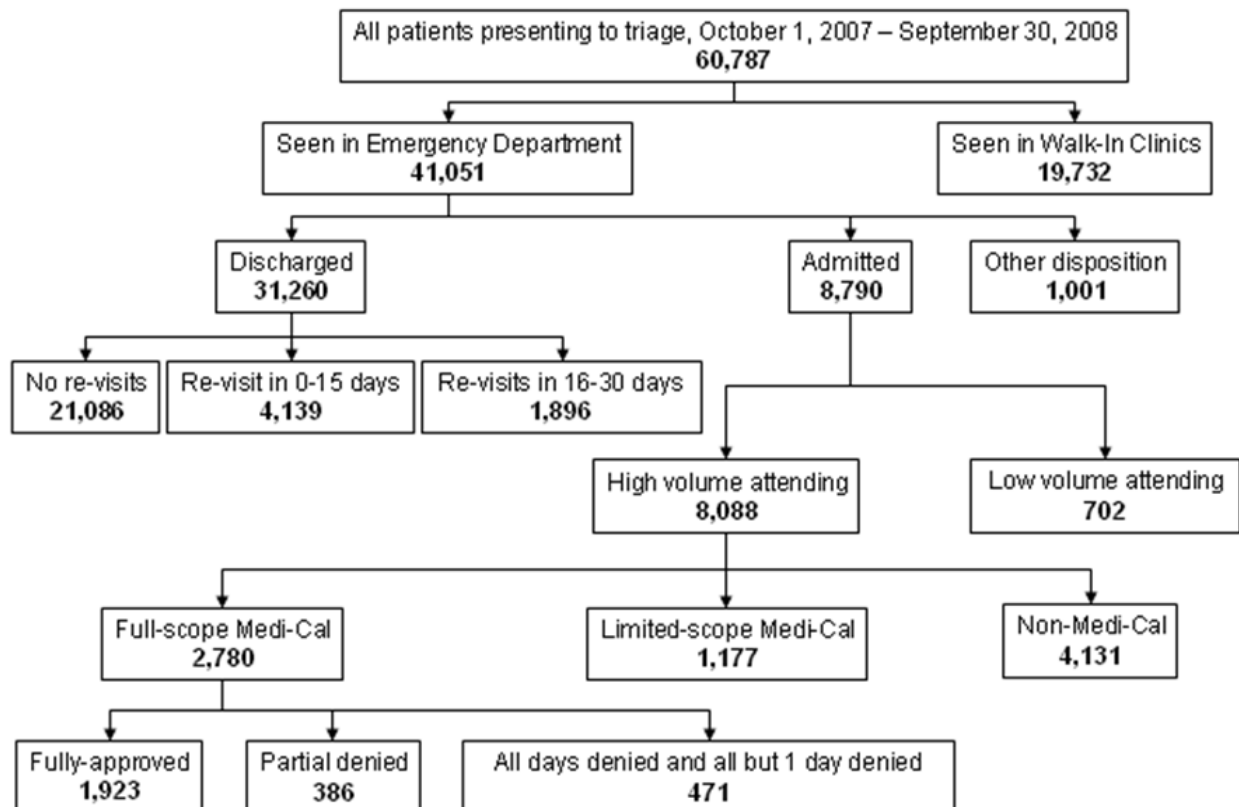 All patients presenting to triage, October 1, 2007 – September 30, 2008
60,787
Seen in Emergency Department
41,051
Seen in Walk-In Clinics
19,732
Discharged
31,260
Admitted
8,790
Other disposition
1,001
No re-visits
21,086
Re-visit in 0-15 days
4,139
Re-visits in 16-30 days
1,896
High volume attending
8,088
Low volume attending
702
Full-scope Medi-Cal
2,780
Limited-scope Medi-Cal
1,177
Non-Medi-Cal
4,131
Fully-approved
1,923
Partial denied
386
All days denied and all but 1 day denied
471